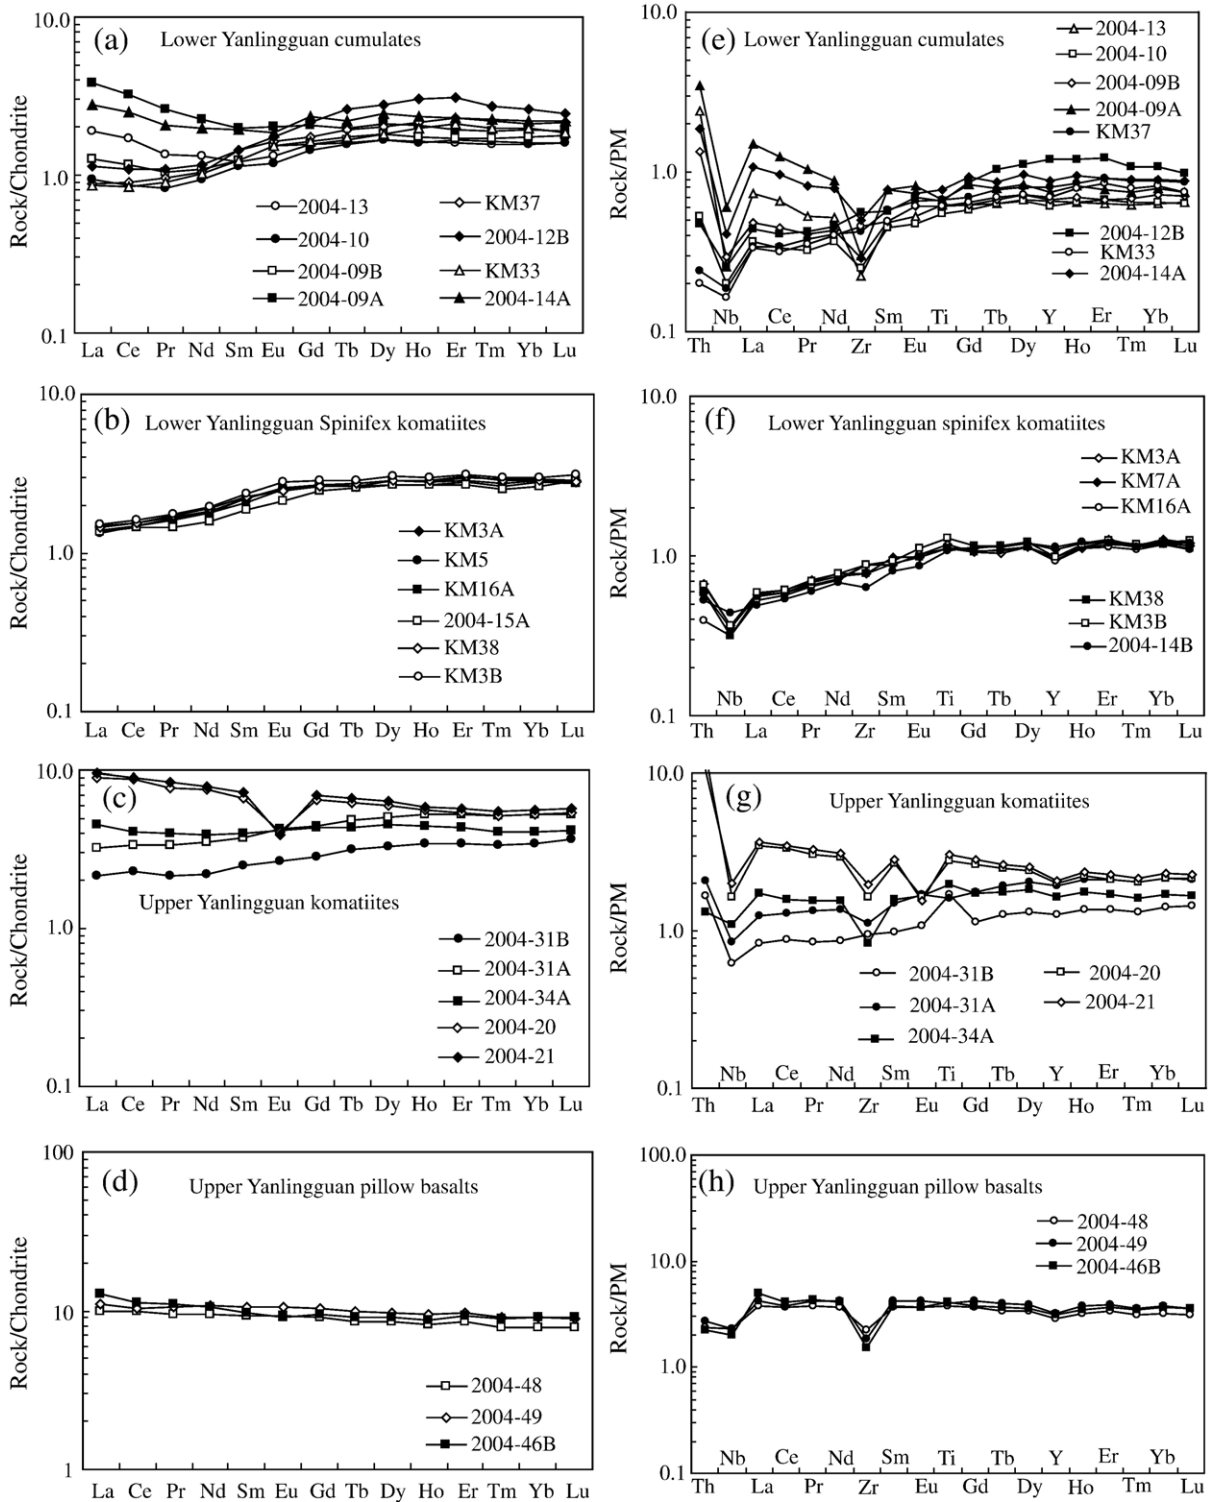 (a) Lower Yanlingguan cumulates
10.0
1.0
0.1
Rock/Chondrite
2004-13
2004-10
2004-09B
2004-09A
KM37
2004-12B
KM33
2004-14A
La Ce Pr Nd Sm Eu Gd Tb Dy Ho Er Tm Yb Lu
(e) Lower Yanlingguan cumulates
10.0
1.0
0.1
Rock/PM
2004-13
2004-10
2004-09B
2004-09A
KM37
2004-12B
KM33
2004-14A
Nb Ce Nd Sm Ti Tb Y Er Yb
Th La Pr Zr Eu Gd Dy Ho Tm Lu
(b) Lower Yanlingguan Spinifex komatiites
10.0
1.0
0.1
Rock/Chondrite
KM3A
KM5
KM16A
2004-15A
KM38
KM3B
La Ce Pr Nd Sm Eu Gd Tb Dy Ho Er Tm Yb Lu
(f) Lower Yanlingguan spinifex komatiites
10.0
1.0
0.1
Rock/PM
KM3A
KM7A
KM16A
KM38
KM3B
2004-14B
Nb Ce Nd Sm Ti Tb Y Er Yb
Th La Pr Zr Eu Gd Dy Ho Tm Lu
(c)
Upper Yanlingguan komatiites
10.0
1.0
0.1
Rock/Chondrite
2004-31B
2004-31A
2004-34A
2004-20
2004-21
La Ce Pr Nd Sm Eu Gd Tb Dy Ho Er Tm Yb Lu
(g) Upper Yanlingguan komatiites
10.0
1.0
0.1
Rock/PM
2004-31B
2004-31A
2004-34A
2004-20
2004-21
Nb Ce Nd Sm Ti Tb Y Er Yb
Th La Pr Zr Eu Gd Dy Ho Tm Lu
(d) Upper Yanlingguan pillow basalts
100
10
1
Rock/Chondrite
2004-48
2004-49
2004-46B
La Ce Pr Nd Sm Eu Gd Tb Dy Ho Er Tm Yb Lu
(h) Upper Yanlingguan pillow basalts
100.0
10.0
1.0
0.1
Rock/PM
2004-48
2004-49
2004-46B
Nb Ce Nd Sm Ti Tb Y Er Yb
Th La Pr Zr Eu Gd Dy Ho Tm Lu